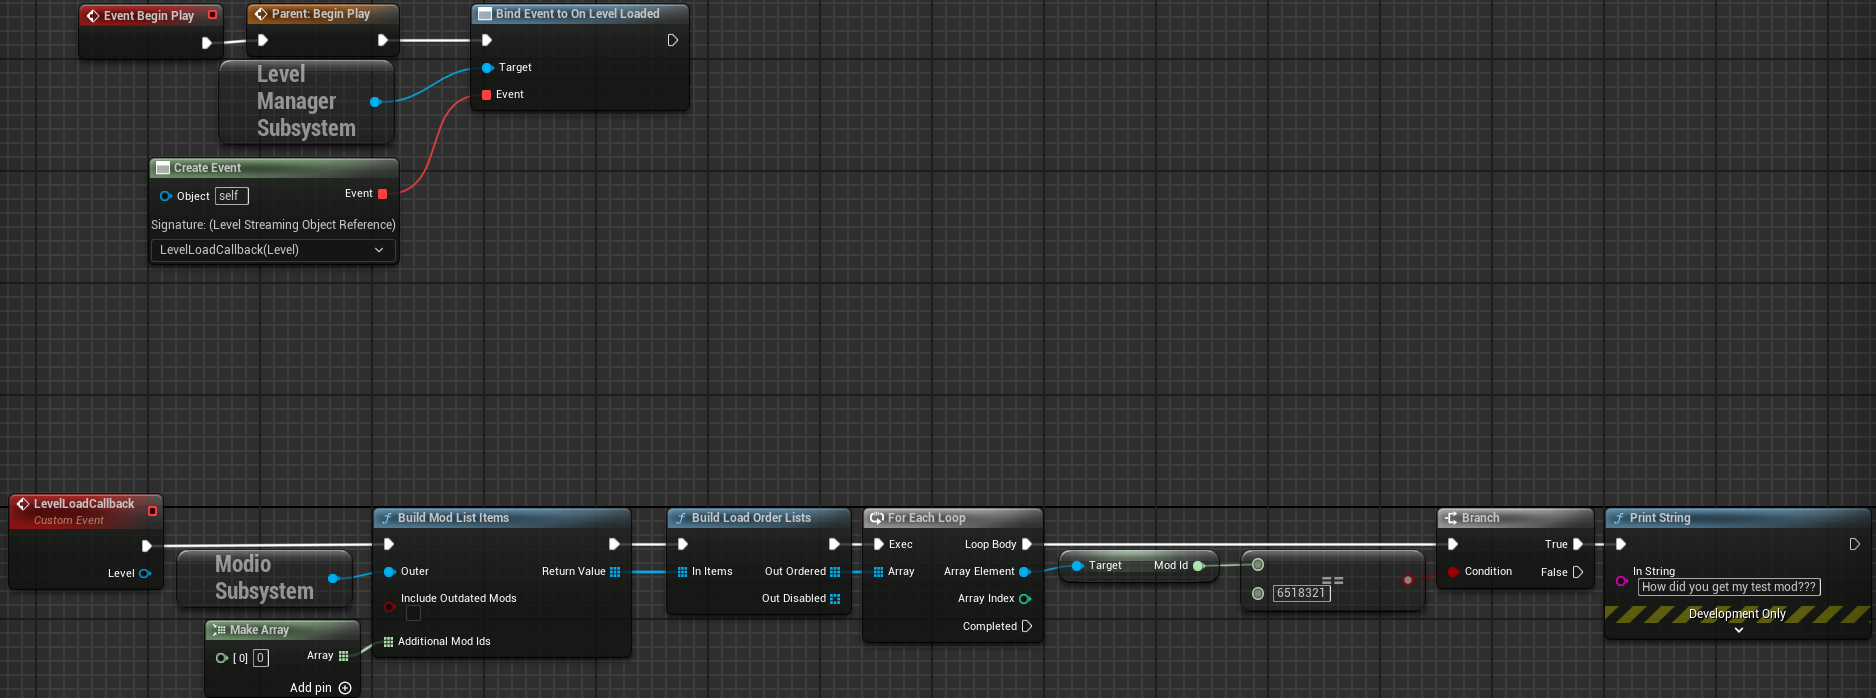 Event Begin Play
Parent: Begin Play
Bind Event to On Level Loaded
Target
Event
Level
Manager
Subsystem
Create Event
Object self
Event
Signature: (Level Streaming Object Reference)
LevelLoadCallback(Level)
LevelLoadCallback
Custom Event
Level
Modio
Subsystem
Make Array
[ 0] 0
Array
Add pin
Build Mod List Items
Outer
Return Value
Include Outdated Mods
Additional Mod Ids
Build Load Order Lists
In Items
Out Ordered
Out Disabled
For Each Loop
Exec
Loop Body
Array
Array Element
Array Index
Completed
Target
Mod Id
==
6518321
Branch
True
Condition
False
Print String
In String
How did you get my test mod???
Development Only